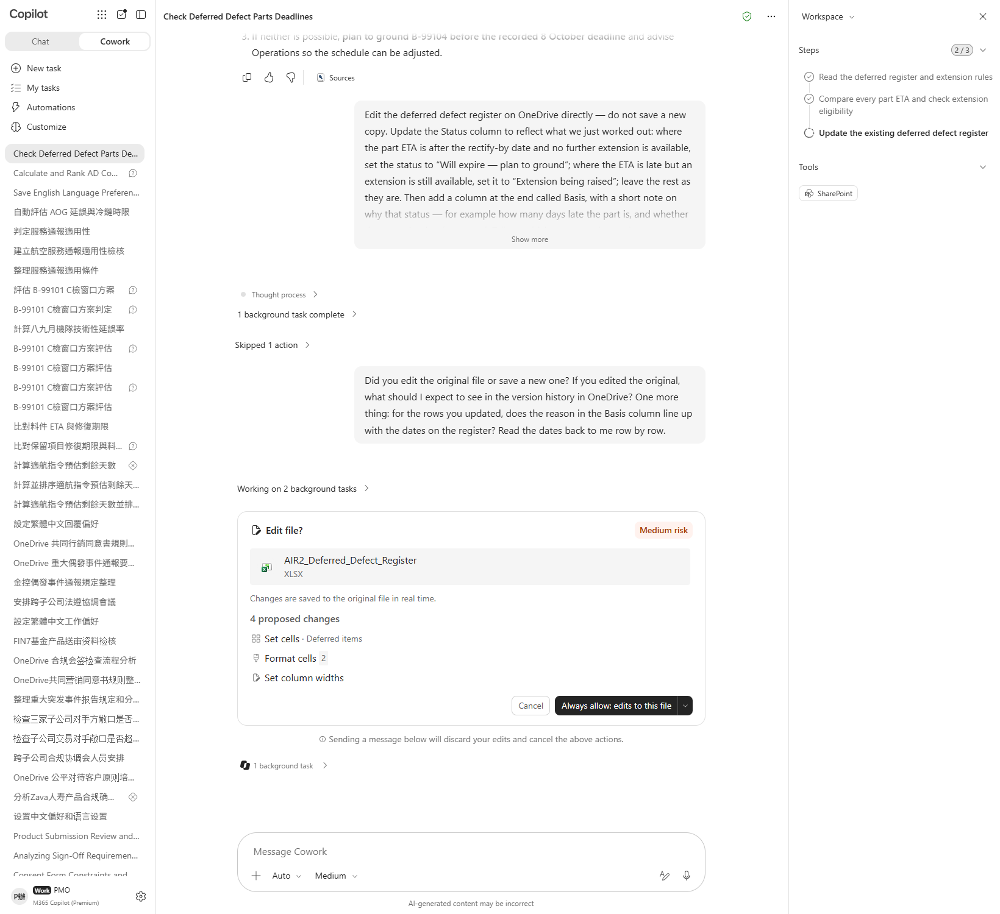 Copilot
Chat
Cowork
New task
My tasks
Automations
Customize
Check Deferred Defect Parts De...
Calculate and Rank AD Co...
Save English Language Preferen...
自動評估 AOG 延誤與冷鏈時限
判定服務通報適用性
建立航空服務通報適用性檢核
整理服務通報適用條件
評估 B-99101 C檢窗口方案
B-99101 C檢窗口方案判定
計算八九月機隊技術性延誤率
B-99101 C檢窗口方案評估
B-99101 C檢窗口方案評估
B-99101 C檢窗口方案評估
B-99101 C檢窗口方案評估
比對料件 ETA 與修復期限
比對保留項目修復期限與料...
計算適航指令預估剩餘天數
計算並排序適航指令預估剩餘天...
計算適航指令預估剩餘天數並排...
設定繁體中文回覆偏好
OneDrive 共同行銷同意書規則...
OneDrive 重大偶發事件通報要...
金控偶發事件通報規定整理
安排跨子公司法遵協調會議
設定繁體中文工作偏好
FIN7基金产品送审资料检核
OneDrive 合规会签检查流程分析
OneDrive共同营销同意书规则整...
整理重大突发事件报告规定和分...
检查三家子公司对手方敞口是否...
检查子公司交易对手敞口是否超...
跨子公司合规协调会人员安排
OneDrive 公平对待客户原则培...
分析Zava人寿产品合规确...
设置中文偏好和语言设置
Product Submission Review and...
Analyzing Sign-Off Requiremen...
Consent Form Constraints and
P辦
Work PMO
M365 Copilot (Premium)
Check Deferred Defect Parts Deadlines
3. If neither is possible, plan to ground B-99104 before the recorded 8 October deadline and advise
Operations so the schedule can be adjusted.
Sources
Edit the deferred defect register on OneDrive directly — do not save a new
copy. Update the Status column to reflect what we just worked out: where
the part ETA is after the rectify-by date and no further extension is available,
set the status to “Will expire — plan to ground”; where the ETA is late but an
extension is still available, set it to “Extension being raised”; leave the rest as
they are. Then add a column at the end called Basis, with a short note on
why that status — for example how many days late the part is, and whether
Show more
Thought process
1 background task complete
Skipped 1 action
Did you edit the original file or save a new one? If you edited the original,
what should I expect to see in the version history in OneDrive? One more
thing: for the rows you updated, does the reason in the Basis column line up
with the dates on the register? Read the dates back to me row by row.
Working on 2 background tasks
Edit file?
Medium risk
AIR2_Deferred_Defect_Register
XLSX
Changes are saved to the original file in real time.
4 proposed changes
Set cells · Deferred items
Format cells 2
Set column widths
Cancel
Always allow: edits to this file
Sending a message below will discard your edits and cancel the above actions.
1 background task
Message Cowork
Auto
Medium
AI-generated content may be incorrect
Workspace
Steps
2 / 3
Read the deferred register and extension rules
Compare every part ETA and check extension
eligibility
Update the existing deferred defect register
Tools
SharePoint